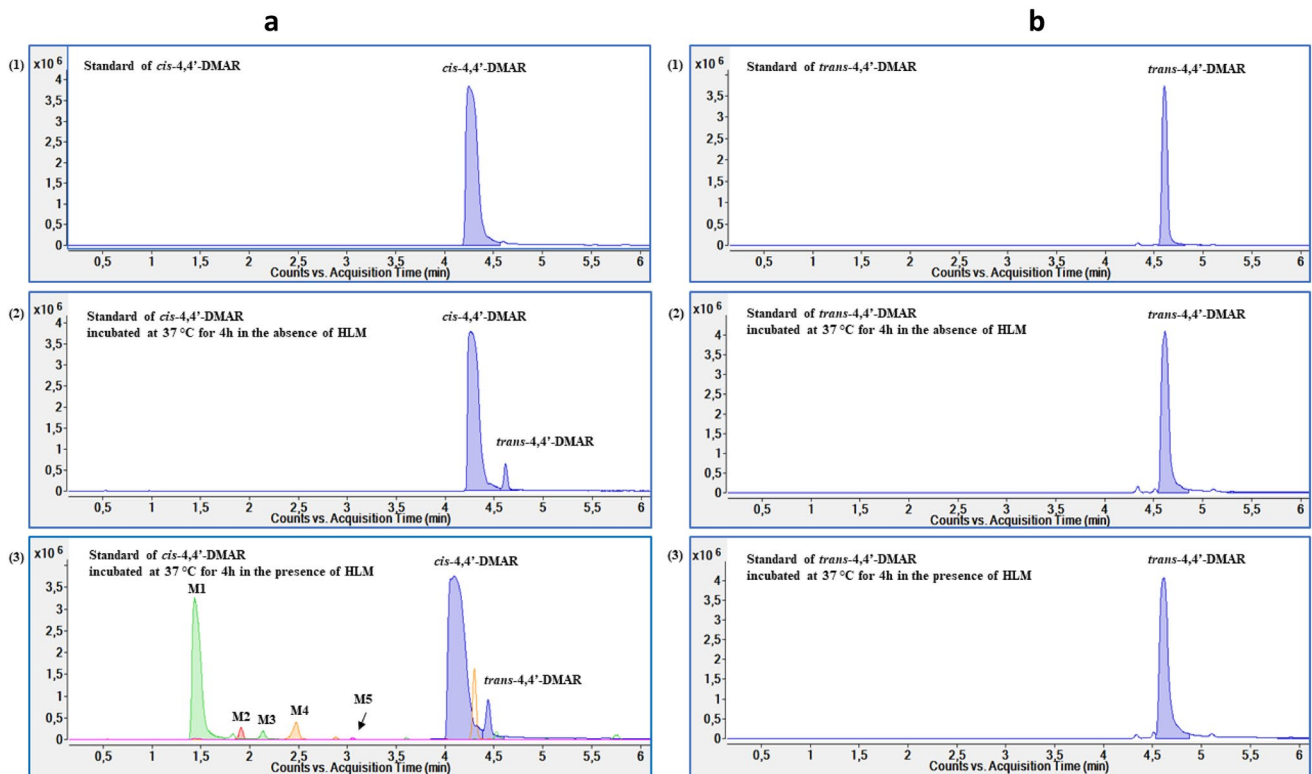 a
b
(1)
x10 6
Standard of cis-4,4'-DMAR
cis-4,4'-DMAR
4
3,5
3
2,5
2
1,5
1
0,5
0
0,5 1 1,5 2 2,5 3 3,5 4 4,5 5 5,5 6
Counts vs. Acquisition Time (min)
(1)
x10 6
Standard of trans-4,4'-DMAR
trans-4,4'-DMAR
3,5
3
2,5
2
1,5
1
0,5
0
0,5 1 1,5 2 2,5 3 3,5 4 4,5 5 5,5 6
Counts vs. Acquisition Time (min)
(2)
x10 6
Standard of cis-4,4'-DMAR
incubated at 37 °C for 4h in the absence of HLM
cis-4,4'-DMAR
trans-4,4'-DMAR
4
3,5
3
2,5
2
1,5
1
0,5
0
0,5 1 1,5 2 2,5 3 3,5 4 4,5 5 5,5 6
Counts vs. Acquisition Time (min)
(2)
x10 6
Standard of trans-4,4'-DMAR
incubated at 37 °C for 4h in the absence of HLM
trans-4,4'-DMAR
4
3,5
3
2,5
2
1,5
1
0,5
0
0,5 1 1,5 2 2,5 3 3,5 4 4,5 5 5,5 6
Counts vs. Acquisition Time (min)
(3)
x10 6
Standard of cis-4,4'-DMAR
incubated at 37 °C for 4h in the presence of HLM
cis-4,4'-DMAR
M1
M2
M3
M4
M5
trans-4,4'-DMAR
4
3,5
3
2,5
2
1,5
1
0,5
0
0,5 1 1,5 2 2,5 3 3,5 4 4,5 5 5,5 6
Counts vs. Acquisition Time (min)
(3)
x10 6
Standard of trans-4,4'-DMAR
incubated at 37 °C for 4h in the presence of HLM
trans-4,4'-DMAR
4
3,5
3
2,5
2
1,5
1
0,5
0
0,5 1 1,5 2 2,5 3 3,5 4 4,5 5 5,5 6
Counts vs. Acquisition Time (min)